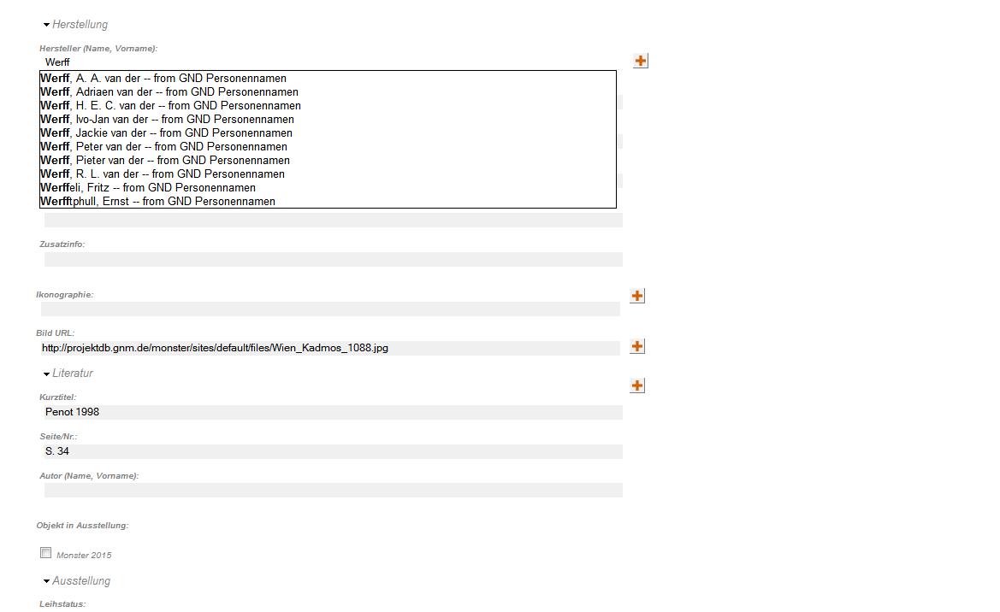 Herstellung
Hersteller (Name, Vorname):
Werff
Werff, A. A. van der -- from GND Personennamen
Werff, Adriaen van der -- from GND Personennamen
Werff, H. E. C. van der -- from GND Personennamen
Werff, Ivo-Jan van der -- from GND Personennamen
Werff, Jackie van der -- from GND Personennamen
Werff, Peter van der -- from GND Personennamen
Werff, Pieter van der -- from GND Personennamen
Werff, R. L. van der -- from GND Personennamen
Werffeli, Fritz -- from GND Personennamen
Werfftphull, Ernst -- from GND Personennamen
Zusatzinfo:
Ikonographie:
Bild URL:
http://projektdb.gnm.de/monster/sites/default/files/Wien_Kadmos_1088.jpg
Literatur
Kurztitel:
Penot 1998
Seite/Nr.:
S. 34
Autor (Name, Vorname):
Objekt in Ausstellung:
Monster 2015
Ausstellung
Leihstatus: